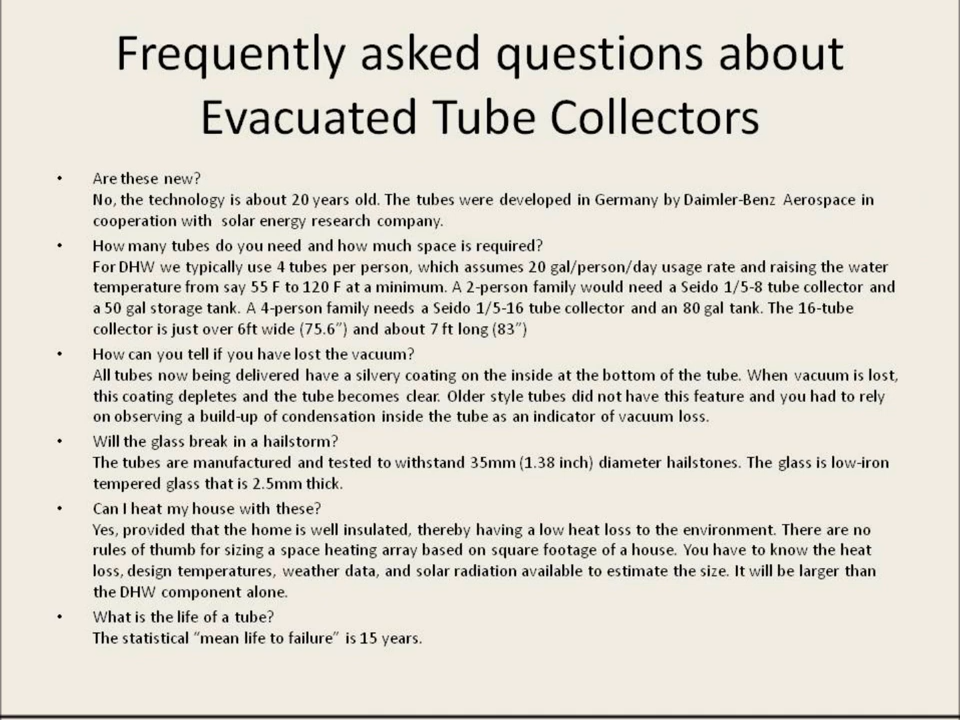 Frequently asked questions about
Evacuated Tube Collectors
• Are these new?
No, the technology is about 20 years old. The tubes were developed in Germany by Daimler-Benz Aerospace in
cooperation with solar energy research company.
• How many tubes do you need and how much space is required?
For DHW we typically use 4 tubes per person, which assumes 20 gal/person/day usage rate and raising the water
temperature from say 55 F to 120 F at a minimum. A 2-person family would need a Seido 1/5-8 tube collector and
a 50 gal storage tank. A 4-person family needs a Seido 1/5-16 tube collector and an 80 gal tank. The 16-tube
collector is just over 6ft wide (75.6″) and about 7 ft long (83″)
• How can you tell if you have lost the vacuum?
All tubes now being delivered have a silvery coating on the inside at the bottom of the tube. When vacuum is lost,
this coating depletes and the tube becomes clear. Older style tubes did not have this feature and you had to rely
on observing a build-up of condensation inside the tube as an indicator of vacuum loss.
• Will the glass break in a hailstorm?
The tubes are manufactured and tested to withstand 35mm (1.38 inch) diameter hailstones. The glass is low-iron
tempered glass that is 2.5mm thick.
• Can I heat my house with these?
Yes, provided that the home is well insulated, thereby having a low heat loss to the environment. There are no
rules of thumb for sizing a space heating array based on square footage of a house. You have to know the heat
loss, design temperatures, weather data, and solar radiation available to estimate the size. It will be larger than
the DHW component alone.
• What is the life of a tube?
The statistical "mean life to failure" is 15 years.